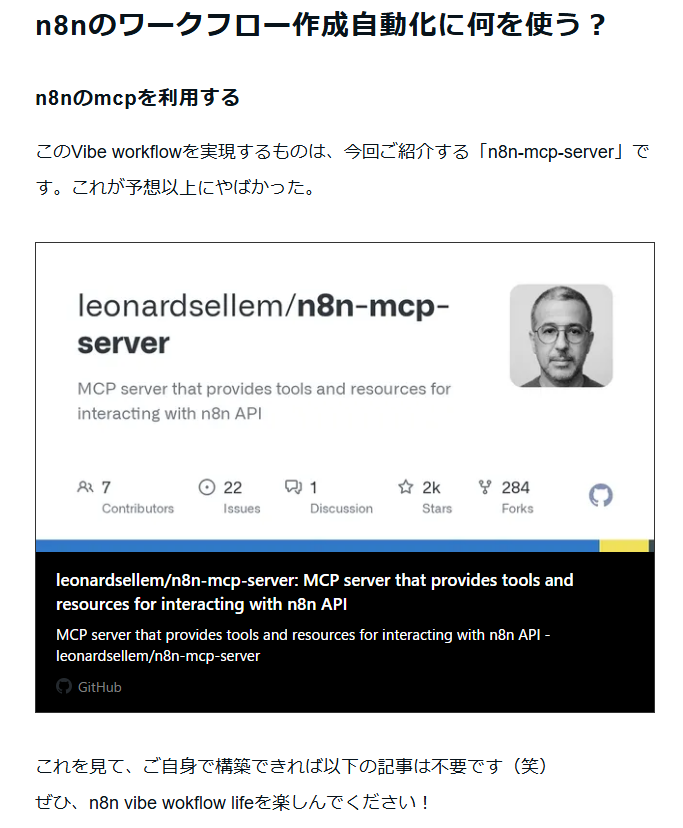 n8nのワークフロー作成自動化に何を使う？
n8nのmcpを利用する
このVibe workflowを実現するものは、今回ご紹介する「n8n-mcp-server」で
す。これが予想以上にやばかった。
leonardsellem/n8n-mcp-
server
MCP server that provides tools and resources for
interacting with n8n API
7
Contributors
22
Issues
1
Discussion
2k
Stars
284
Forks
leonardsellem/n8n-mcp-server: MCP server that provides tools and
resources for interacting with n8n API
MCP server that provides tools and resources for interacting with n8n API -
leonardsellem/n8n-mcp-server
GitHub
これを見て、ご自身で構築できれば以下の記事は不要です（笑）
ぜひ、n8n vibe wokflow lifeを楽しんでください！